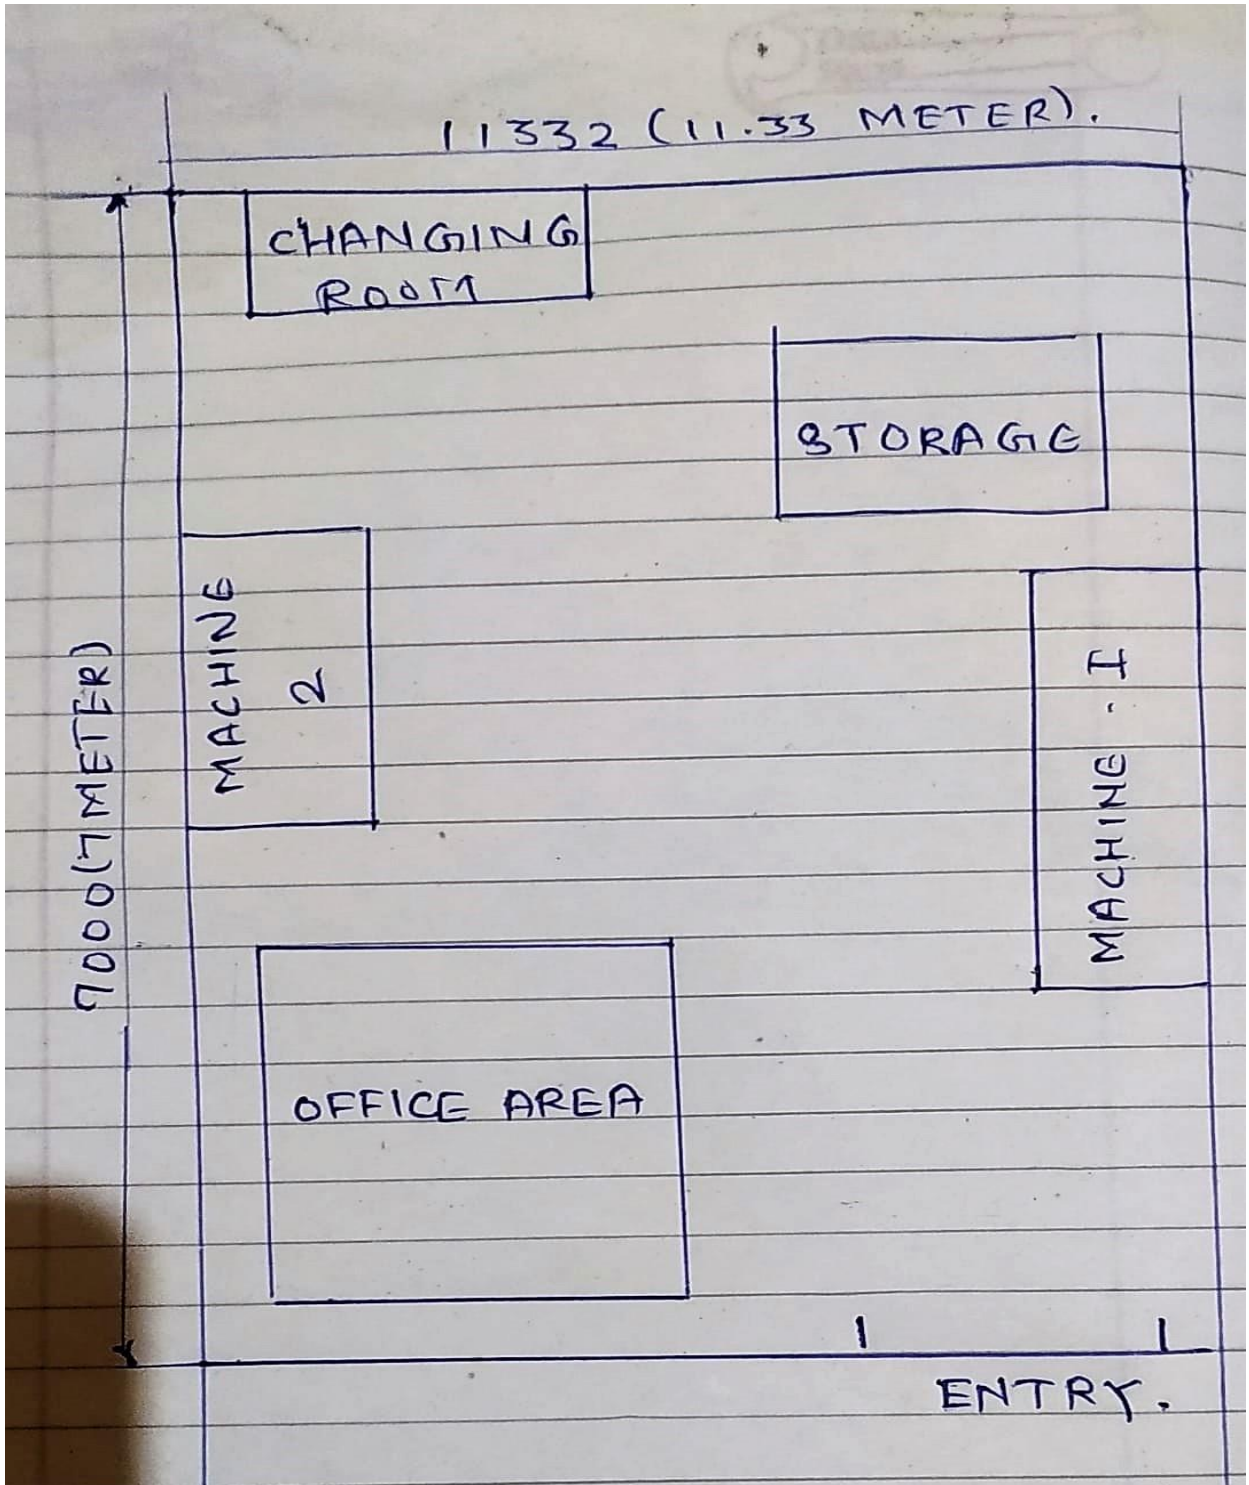 11332 (11.33 METER).
CHANGING
ROOM
STORAGE
MACHINE
2
7000(7METER)
MACHINE - I
OFFICE AREA
ENTRY.